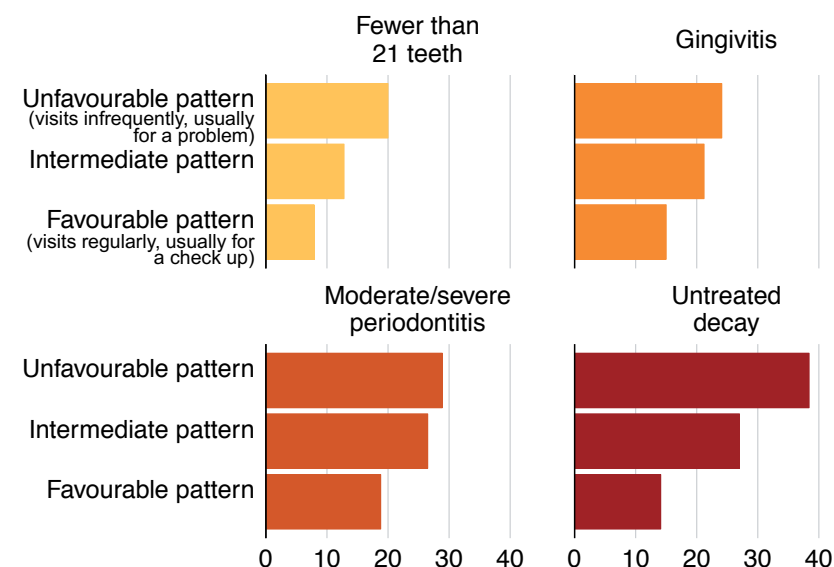 Fewer than
21 teeth
Gingivitis
Unfavourable pattern
(visits infrequently, usually
for a problem)
Intermediate pattern
Favourable pattern
(visits regularly, usually for
a check up)
Moderate/severe
periodontitis
Untreated
decay
Unfavourable pattern
Intermediate pattern
Favourable pattern
0 10 20 30 40
0 10 20 30 40